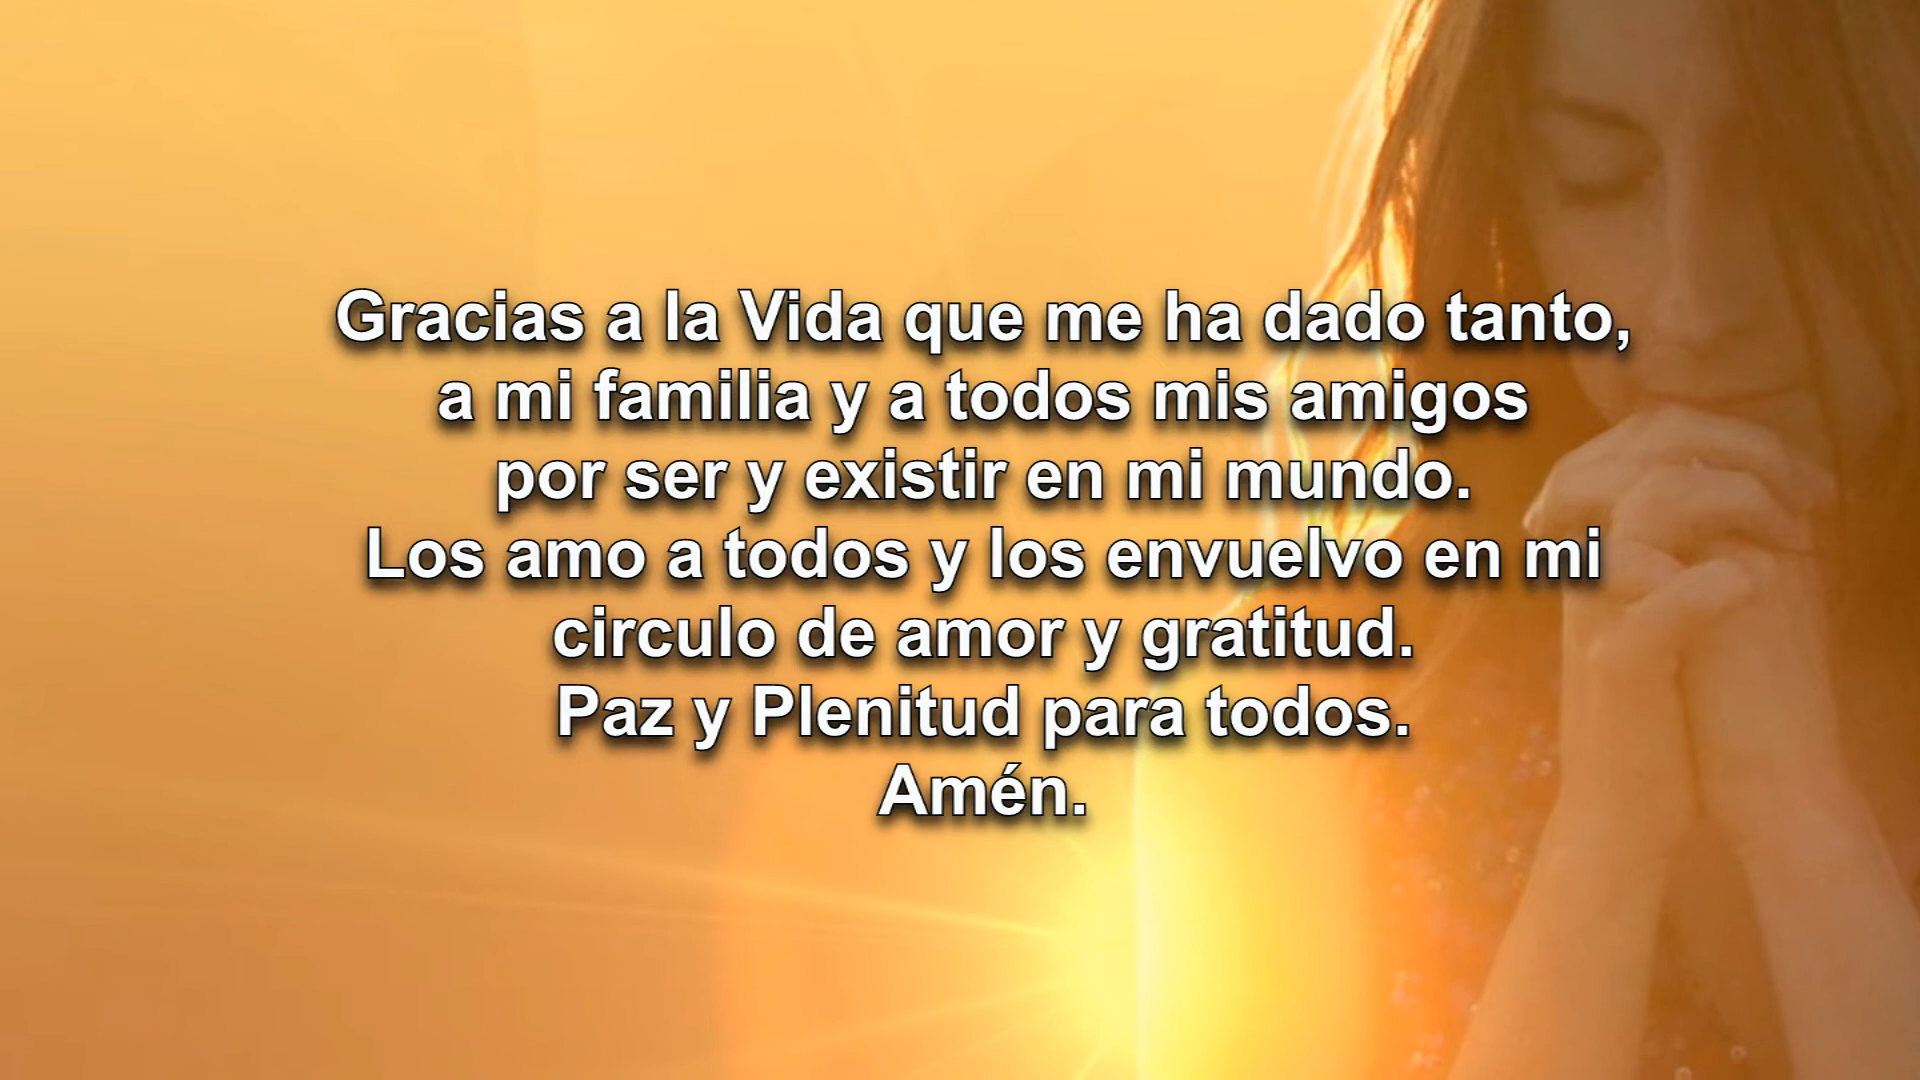 Gracias a la Vida que me ha dado tanto,
a mi familia y a todos mis amigos
por ser y existir en mi mundo.
Los amo a todos y los envuelvo en mi
circulo de amor y gratitud.
Paz y Plenitud para todos.
Amén.